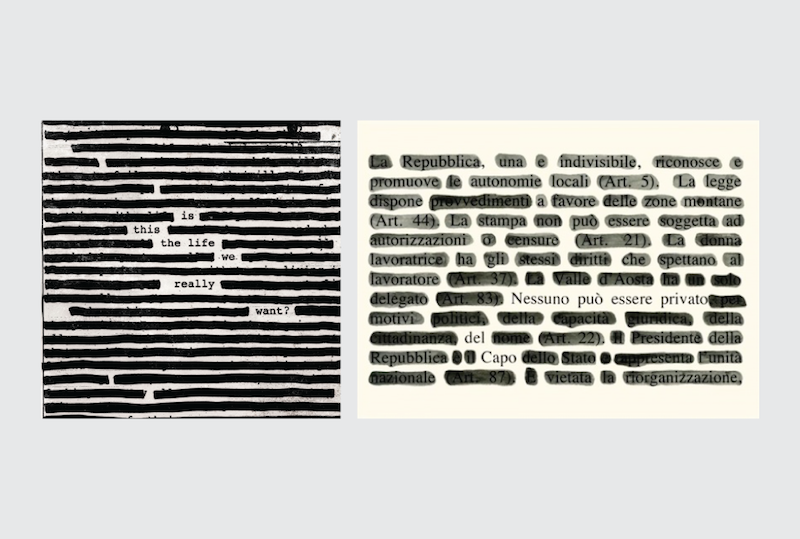 is
this
the life
we
really
want?
La Repubblica, una e indivisibile, riconosce e
promuove le autonomie locali (Art. 5). La legge
dispone provvedimenti a favore delle zone montane
(Art. 44). La stampa non può essere soggetta ad
autorizzazioni o censure (Art. 21). La donna
lavoratrice ha gli stessi diritti che spettano al
lavoratore (Art. 37). La Valle d'Aosta ha un solo
delegato (Art. 83). Nessuno può essere privato per
motivi politici, della capacità giuridica, della
cittadinanza, del nome (Art. 22). Il Presidente della
Repubblica è il Capo dello Stato e rappresenta l'unità
nazionale (Art. 87). È vietata la riorganizzazione,